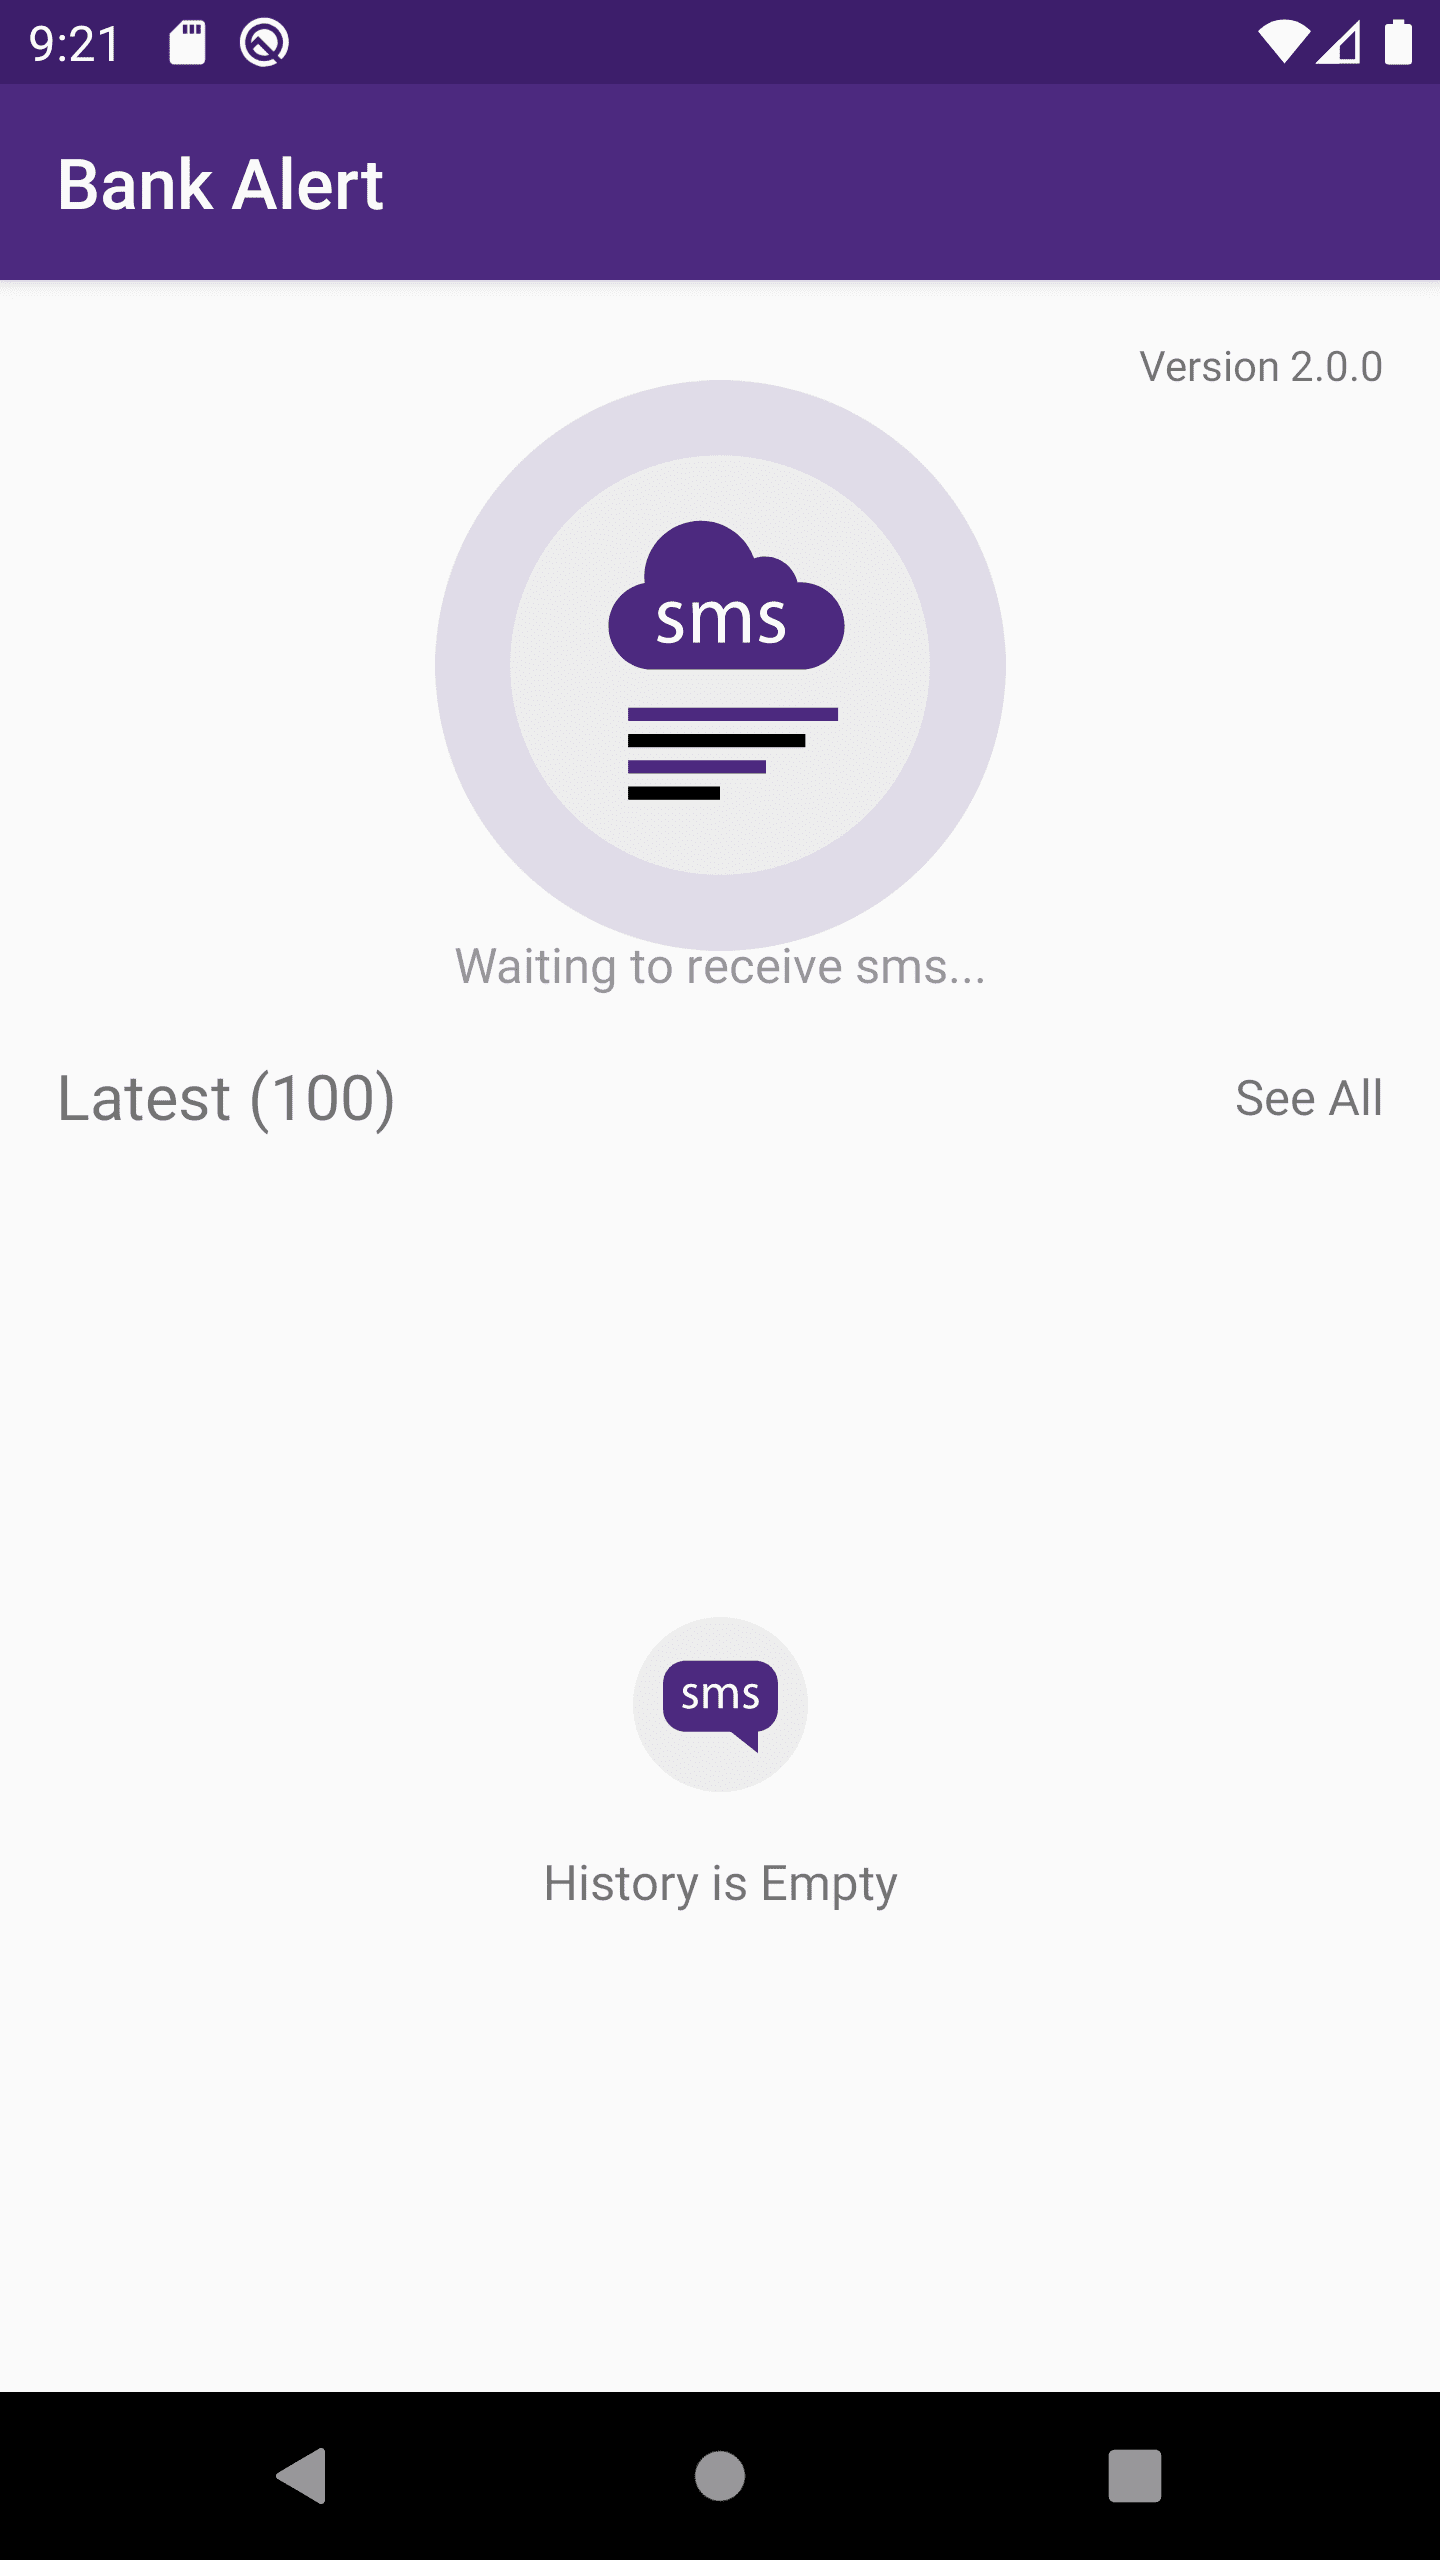 9:21
Bank Alert
Version 2.0.0
sms
Waiting to receive sms...
Latest (100)
See All
sms
History is Empty